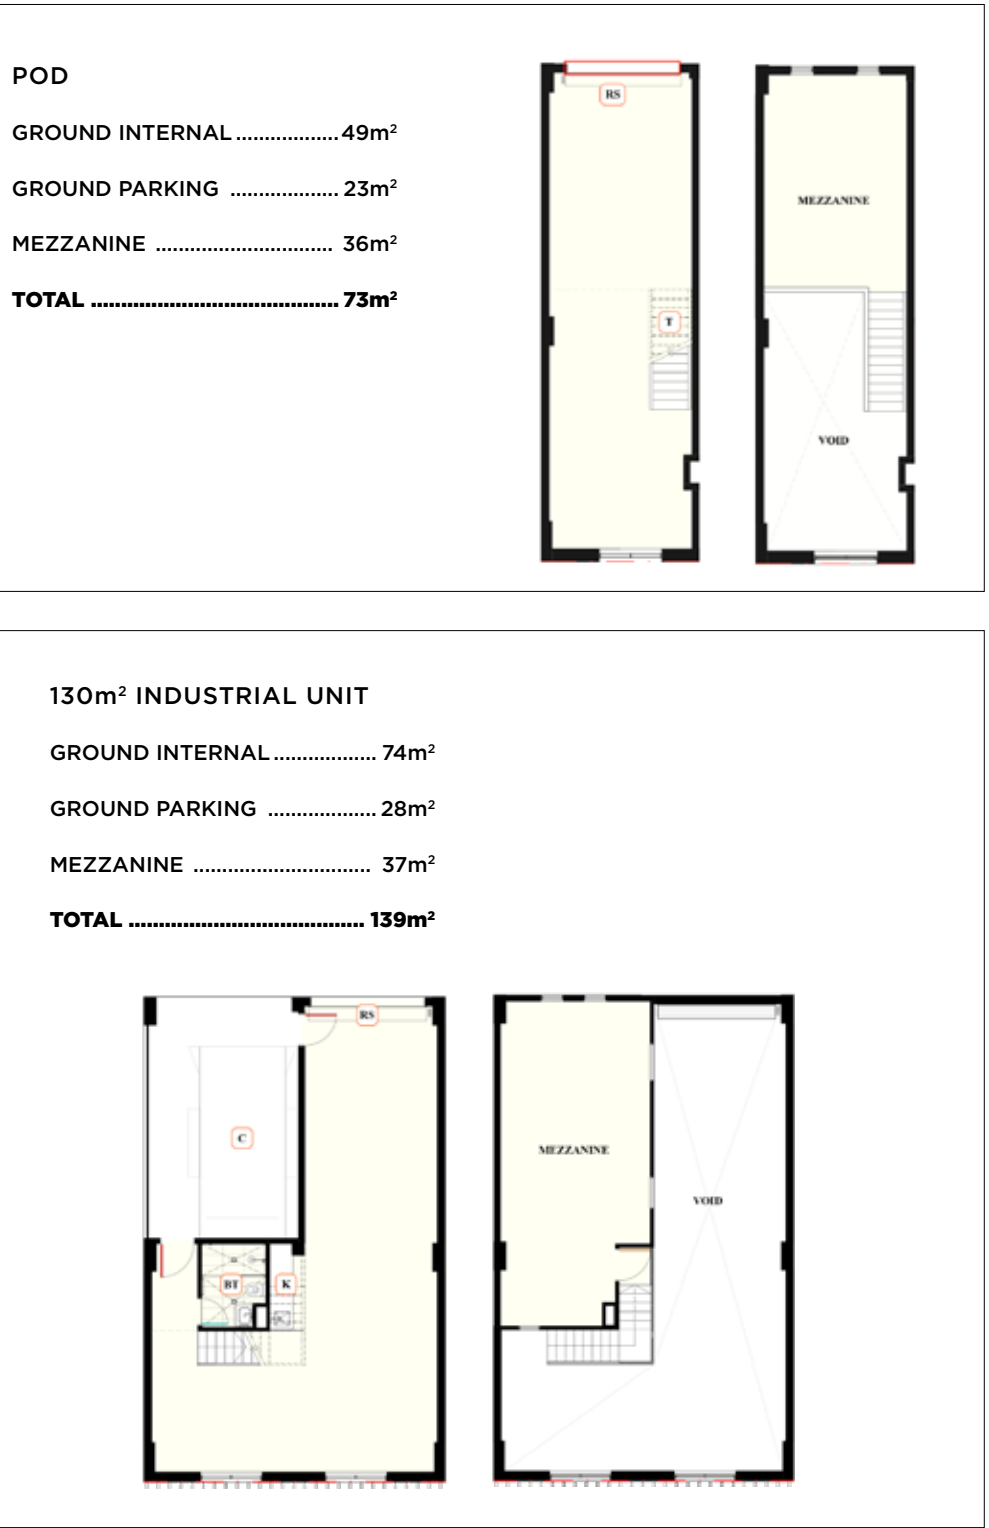 POD
GROUND INTERNAL .................. 49m²
GROUND PARKING ................... 23m²
MEZZANINE ............................... 36m²
TOTAL ......................................... 73m²
RS
T
MEZZANINE
VOID
130m² INDUSTRIAL UNIT
GROUND INTERNAL .................. 74m²
GROUND PARKING ................... 28m²
MEZZANINE ............................... 37m²
TOTAL ....................................... 139m²
RS
C
BT
K
MEZZANINE
VOID